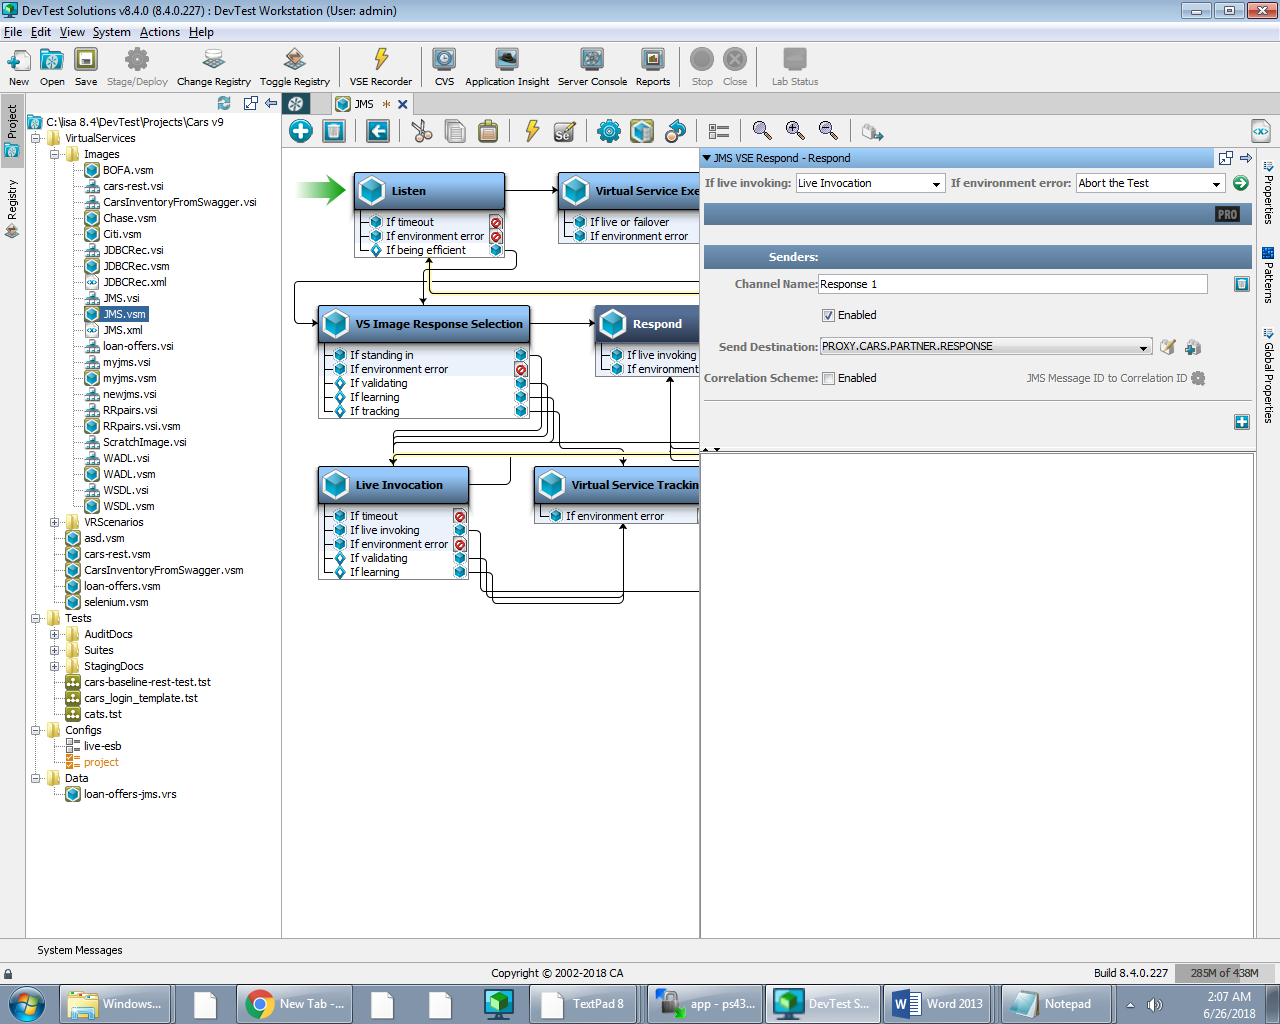 DevTest Solutions v8.4.0 (8.4.0.227) : DevTest Workstation (User: admin)
File Edit View System Actions Help
New Open Save Stage/Deploy Change Registry Toggle Registry VSE Recorder CVS Application Insight Server Console Reports Stop Close Lab Status
Project
Registry
C:\lisa 8.4\DevTest\Projects\Cars v9
VirtualServices
Images
BOFA.vsm
cars-rest.vsi
CarsInventoryFromSwagger.vsi
Chase.vsm
Citi.vsm
JDBCRec.vsi
JDBCRec.vsm
JDBCRec.xml
JMS.vsi
JMS.vsm
JMS.xml
loan-offers.vsi
myjms.vsi
myjms.vsm
newjms.vsi
RRpairs.vsi
RRpairs.vsi.vsm
ScratchImage.vsi
WADL.vsi
WADL.vsm
WSDL.vsi
WSDL.vsm
VRScenarios
asd.vsm
cars-rest.vsm
CarsInventoryFromSwagger.vsm
loan-offers.vsm
selenium.vsm
Tests
AuditDocs
Suites
StagingDocs
cars-baseline-rest-test.tst
cars_login_template.tst
cats.tst
Configs
live-esb
project
Data
loan-offers-jms.vrs
JMS
Se
Listen
If timeout
If environment error
If being efficient
Virtual Service Exe
If live or failover
If environment error
VS Image Response Selection
If standing in
If environment error
If validating
If learning
If tracking
Respond
If live invoking
If environment
Live Invocation
If timeout
If live invoking
If environment error
If validating
If learning
Virtual Service Trackin
If environment error
JMS VSE Respond - Respond
If live invoking: Live Invocation If environment error: Abort the Test
PRO
Senders:
Channel Name: Response 1
Enabled
Send Destination: PROXY.CARS.PARTNER.RESPONSE
Correlation Scheme: Enabled JMS Message ID to Correlation ID
Properties
Patterns
Global Properties
System Messages
Copyright © 2002-2018 CA
Build 8.4.0.227 285M of 438M
Windows... New Tab -... TextPad 8 app - ps43... DevTest S... Word 2013 Notepad
2:07 AM
6/26/2018